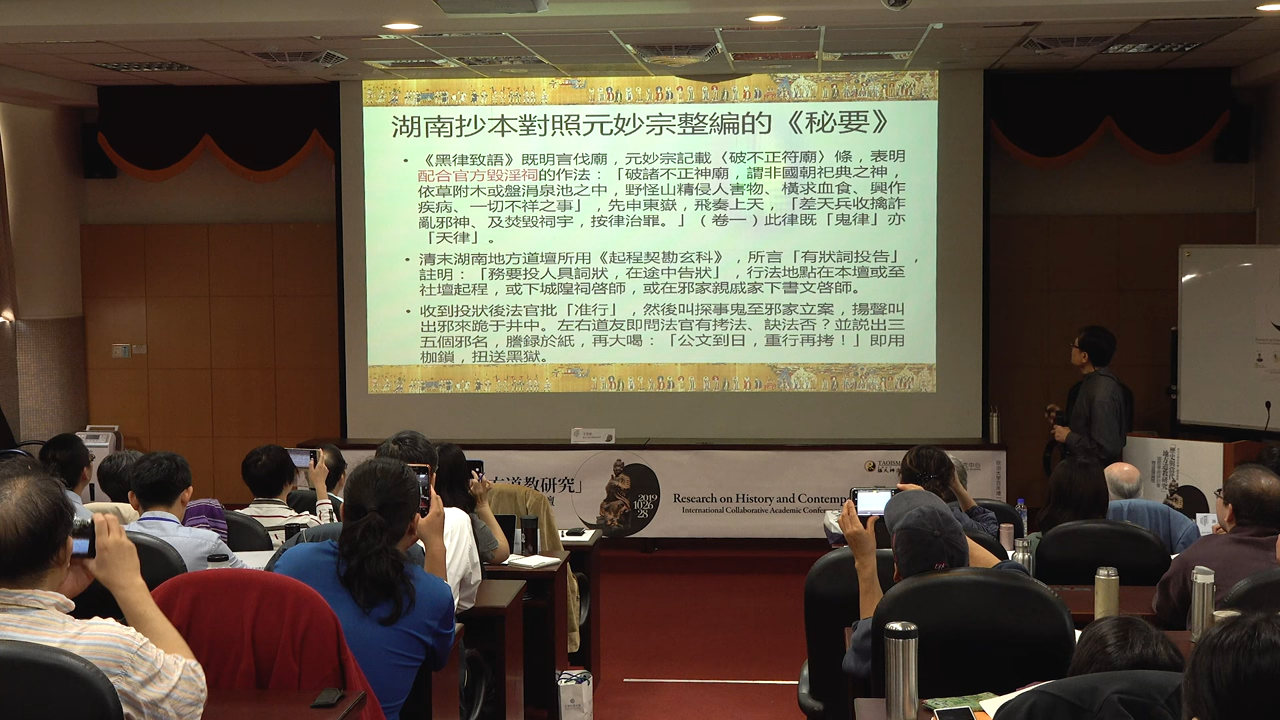 湖南抄本對照元妙宗整編的《秘要》
• 《黑律致語》既明言伐廟，元妙宗記載〈破不正符廟〉條，表明
配合官方毀淫祠的作法：「破諸不正神廟，謂非國朝祀典之神，
依草附木或盤涓泉池之中，野怪山精侵人害物、橫求血食、興作
疾病、一切不祥之事」，先申東嶽，飛奏上天，「差天兵收擒詐
亂邪神、及焚毀祠宇，按律治罪。」（卷一）此律既「鬼律」亦
「天律」。
• 清末湖南地方道壇所用《起程契勘玄科》，所言「有狀詞投告」，
註明：「務要投人具詞狀，在途中告狀」，行法地點在本壇或至
社壇起程，或下城隍祠啓師，或在邪家親戚家下書文啓師。
• 收到投狀後法官批「准行」，然後叫探事鬼至邪家立案，揚聲叫
出邪來跪于井中。左右道友即問法官有拷法、訣法否？並説出三
五個邪名，謄録於紙，再大喝：「公文到日，重行再拷！」即用
枷鎖，扭送黑獄。
道教研究」
2019
10/26
28
Research on History and Contemp
International Collaborative Academic Confer